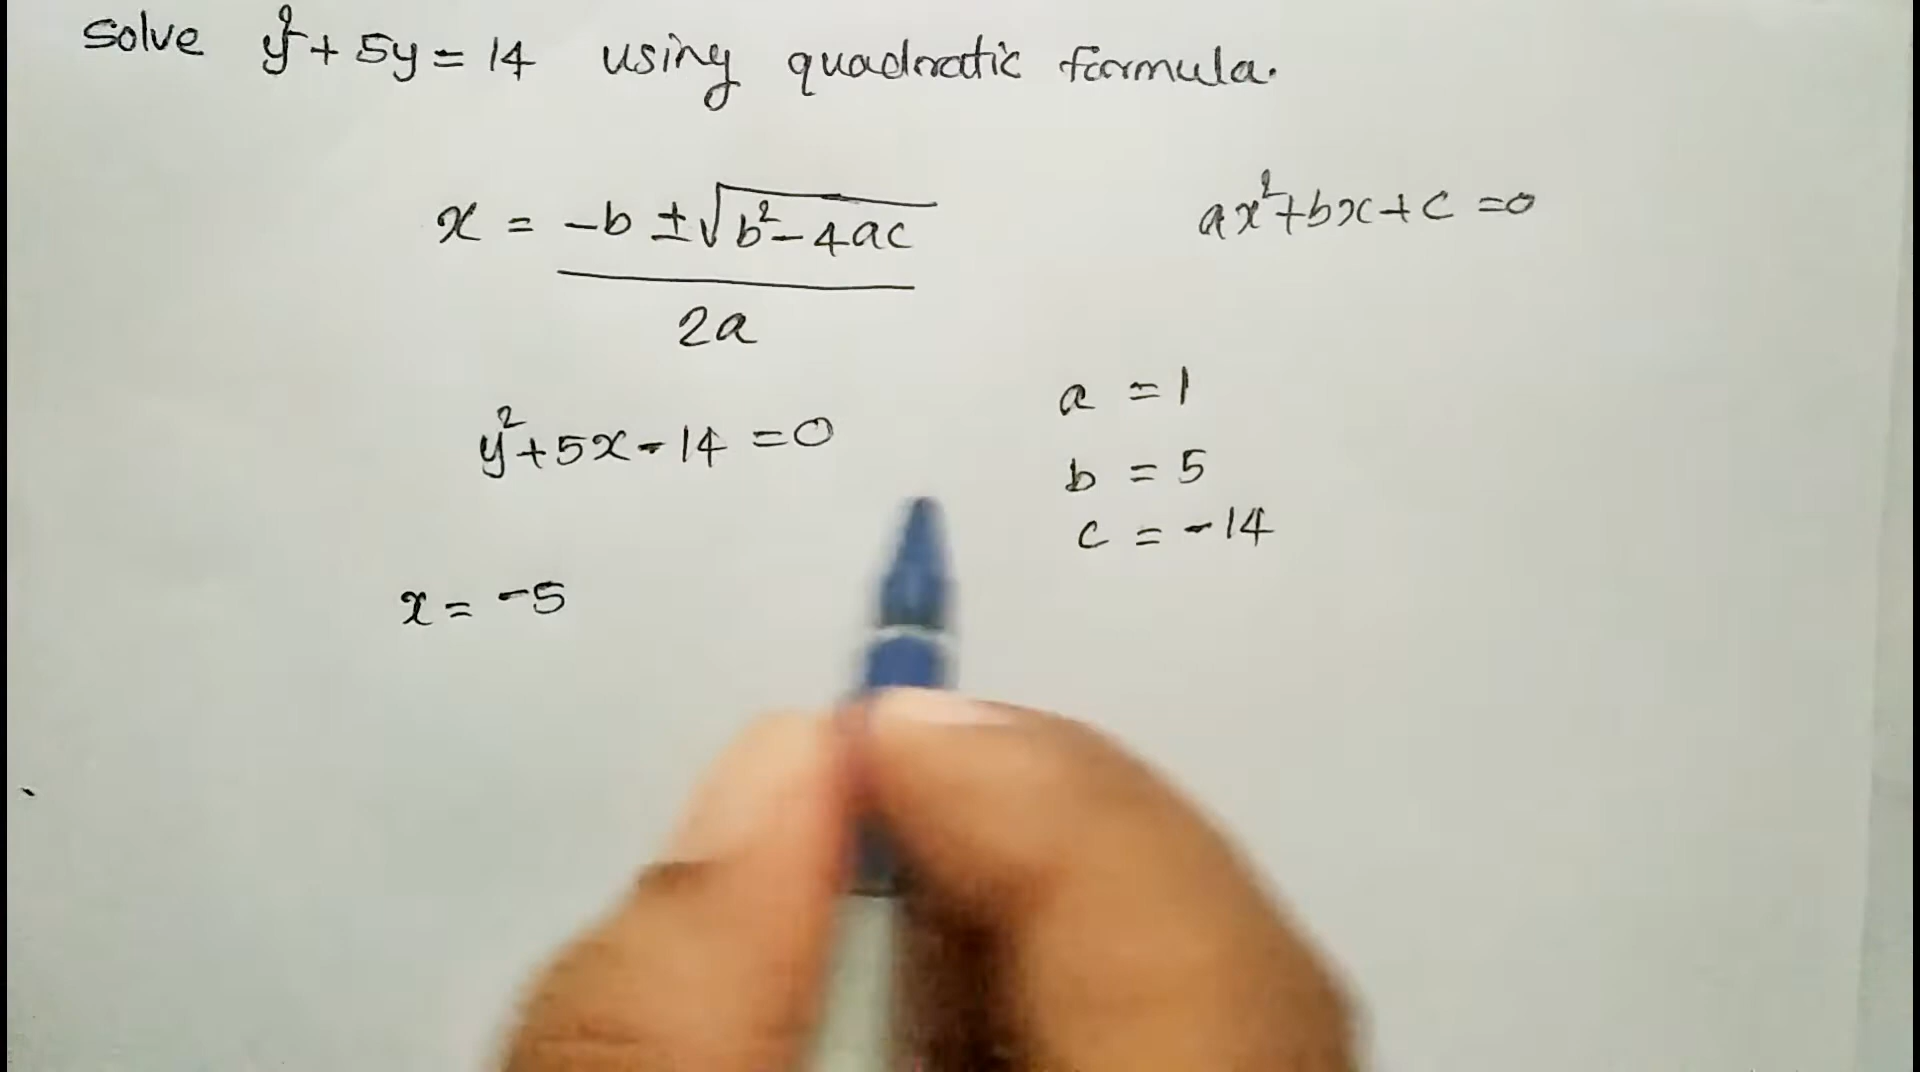 Solve y² + 5y = 14 using quadratic formula.
x = -b ± √b² - 4ac
2a
ax² + bx + c = 0
y² + 5x - 14 = 0
a = 1
b = 5
c = -14
x = -5